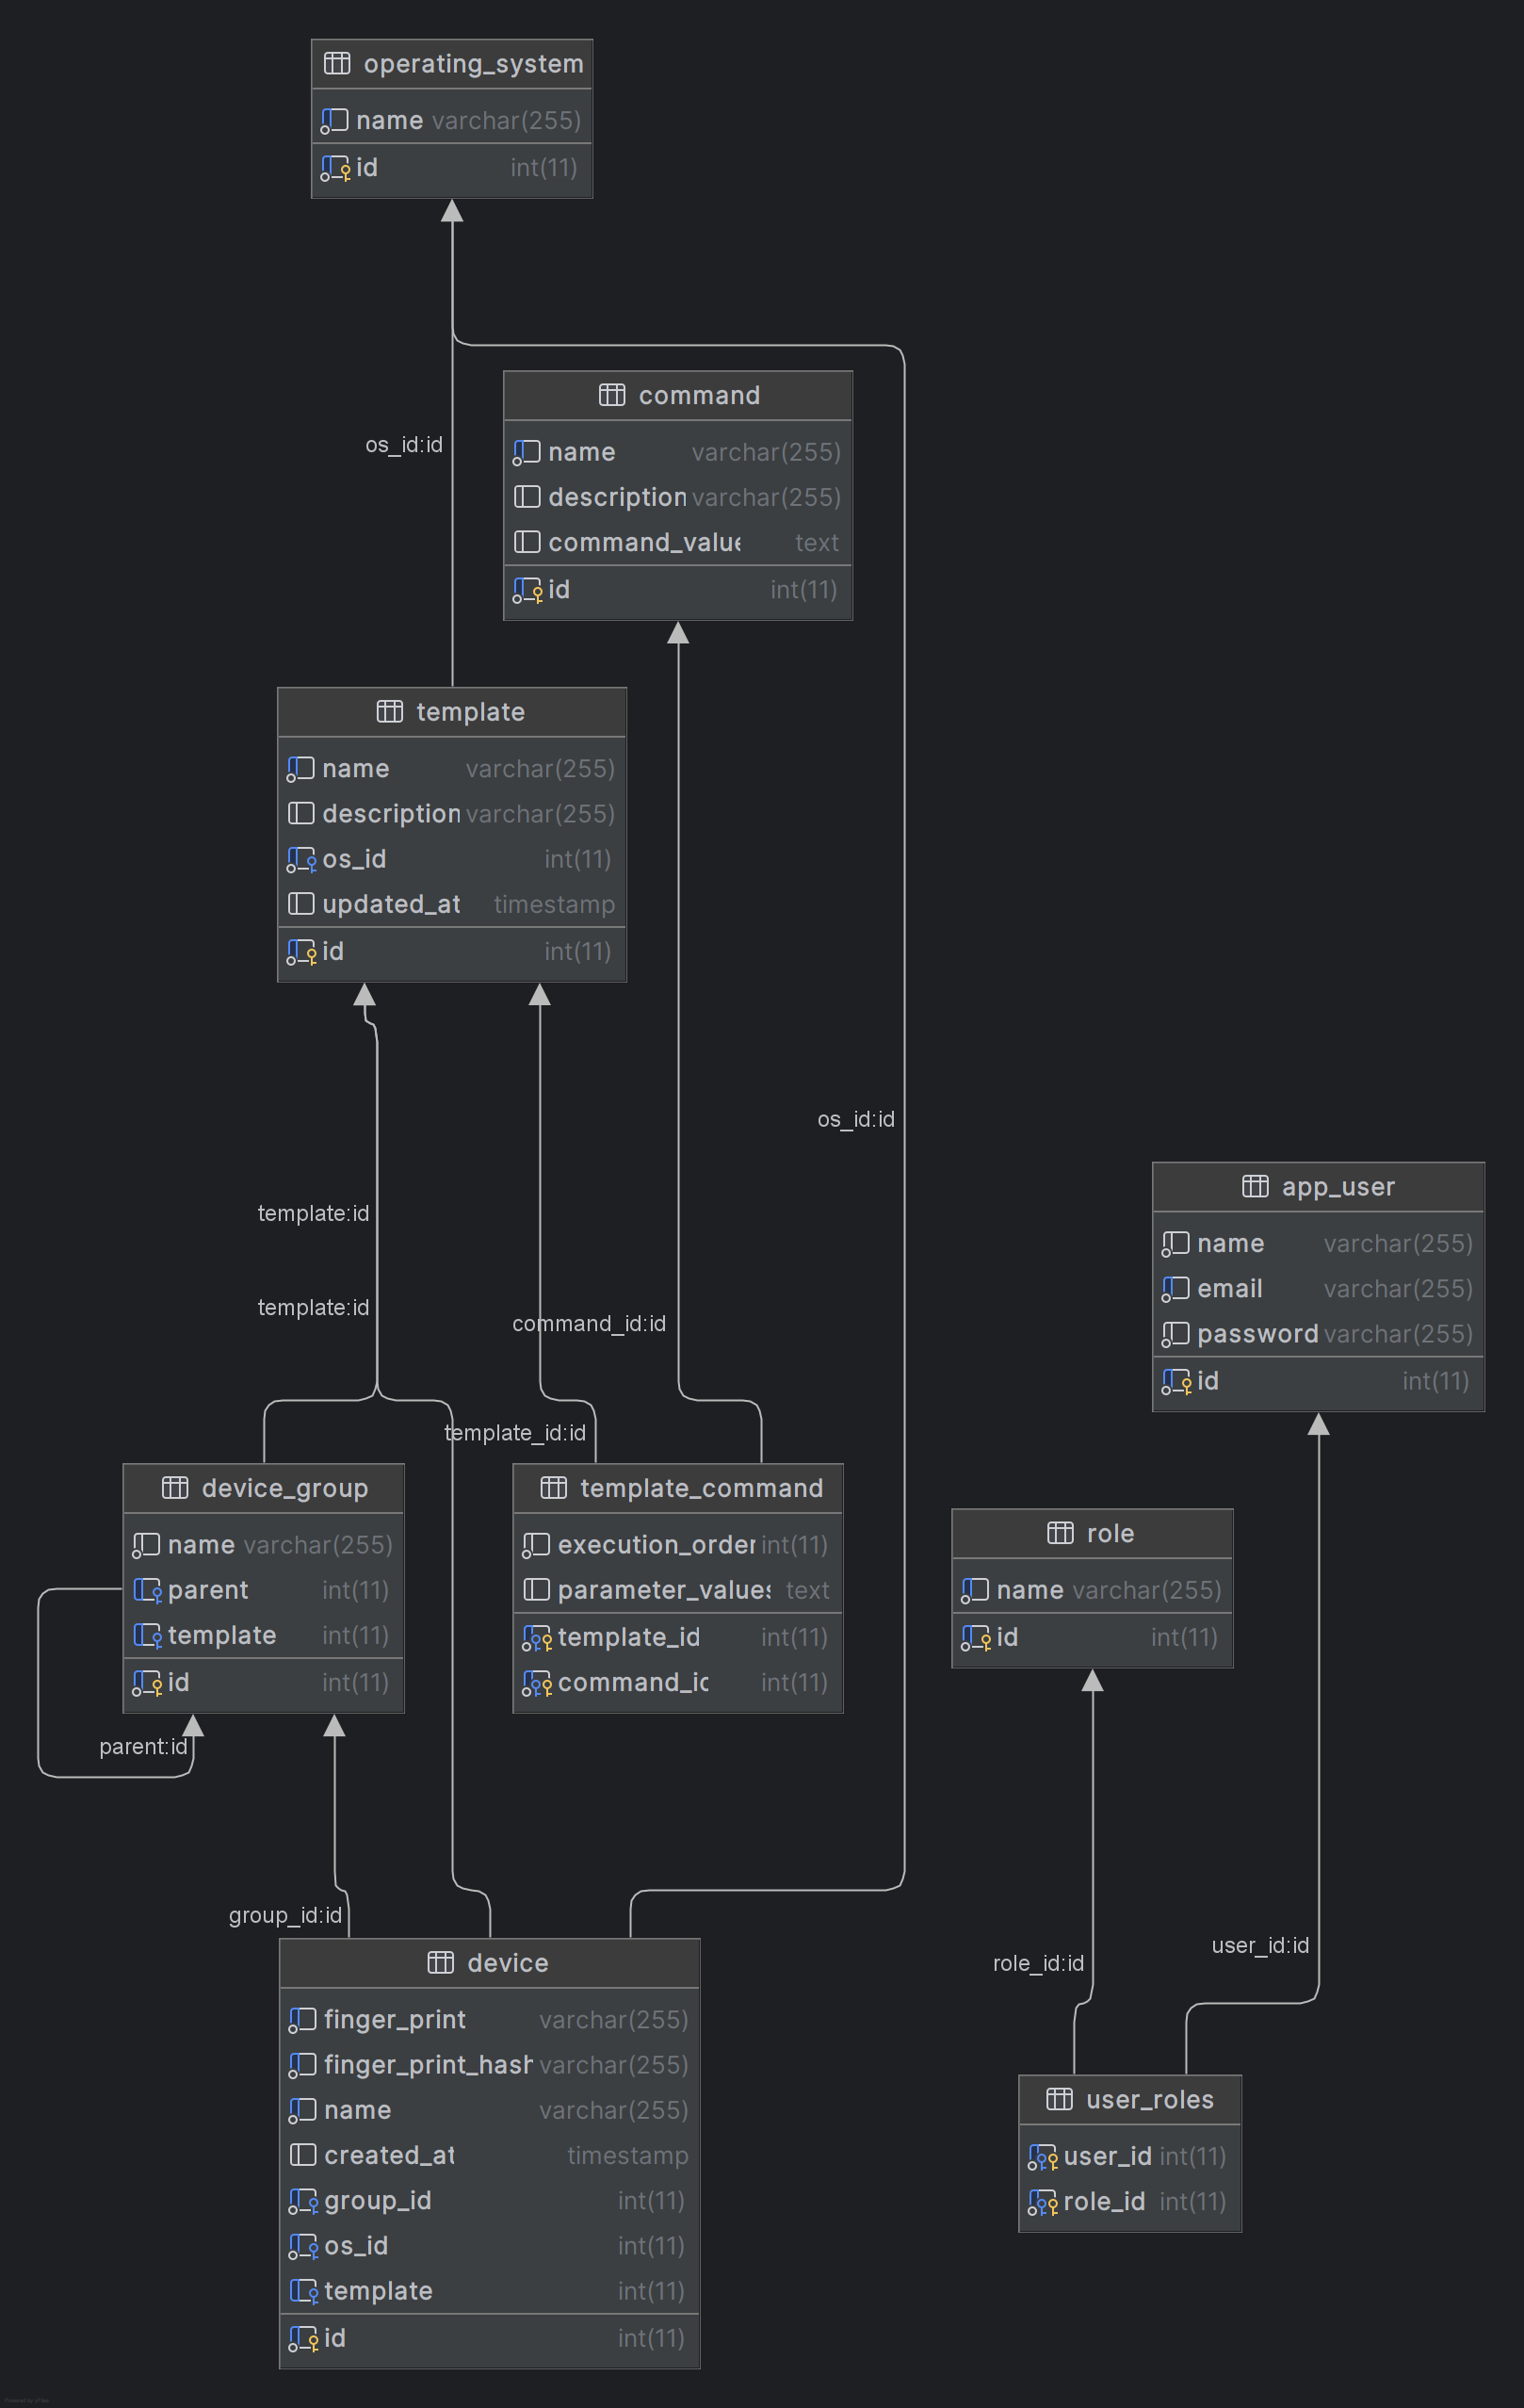 operating_system
name varchar(255)
id int(11)
os_id:id
command
name varchar(255)
description varchar(255)
command_value text
id int(11)
template
name varchar(255)
description varchar(255)
os_id int(11)
updated_at timestamp
id int(11)
os_id:id
template:id
template:id
command_id:id
template_id:id
app_user
name varchar(255)
email varchar(255)
password varchar(255)
id int(11)
device_group
name varchar(255)
parent int(11)
template int(11)
id int(11)
parent:id
template_command
execution_order int(11)
parameter_values text
template_id int(11)
command_id int(11)
role
name varchar(255)
id int(11)
group_id:id
role_id:id
user_id:id
device
finger_print varchar(255)
finger_print_hash varchar(255)
name varchar(255)
created_at timestamp
group_id int(11)
os_id int(11)
template int(11)
id int(11)
user_roles
user_id int(11)
role_id int(11)
Powered by yFiles